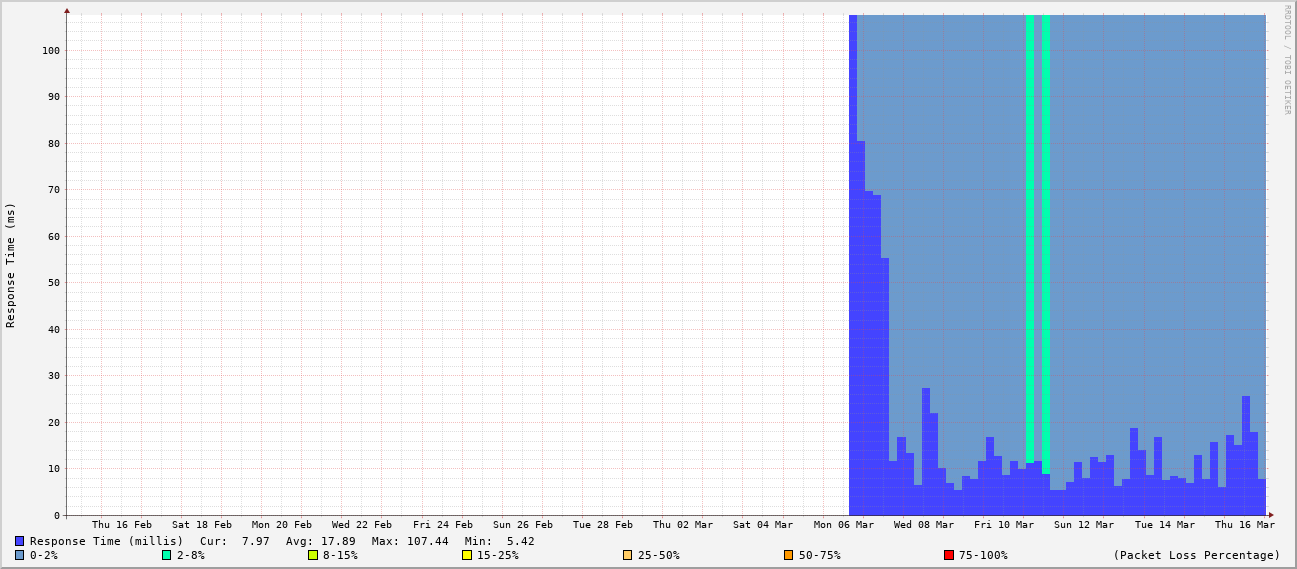 RRDTOOL / TOBI OETIKER
Response Time (ms)
100
90
80
70
60
50
40
30
20
10
0
Thu 16 Feb Sat 18 Feb Mon 20 Feb Wed 22 Feb Fri 24 Feb Sun 26 Feb Tue 28 Feb Thu 02 Mar Sat 04 Mar Mon 06 Mar Wed 08 Mar Fri 10 Mar Sun 12 Mar Tue 14 Mar Thu 16 Mar
Response Time (millis) Cur: 7.97 Avg: 17.89 Max: 107.44 Min: 5.42
0-2% 2-8% 8-15% 15-25% 25-50% 50-75% 75-100% (Packet Loss Percentage)